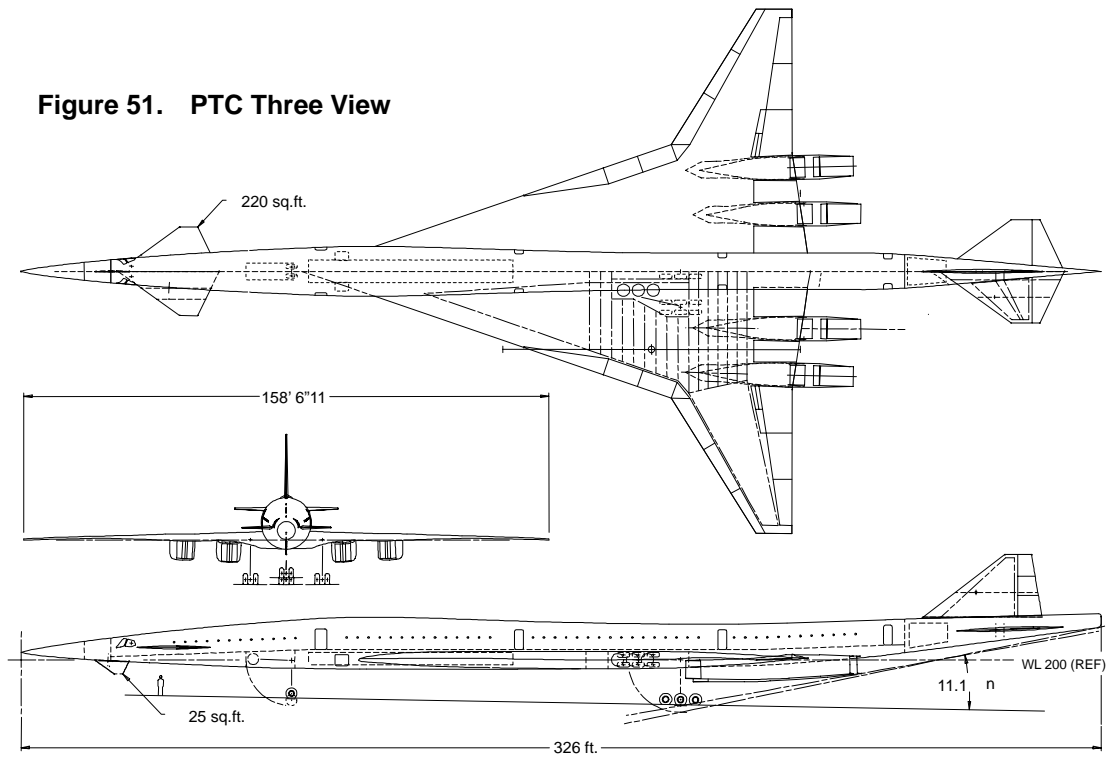 Figure 51. PTC Three View
220 sq.ft.
158' 6"11
WL 200 (REF)
11.1 n
25 sq.ft.
326 ft.